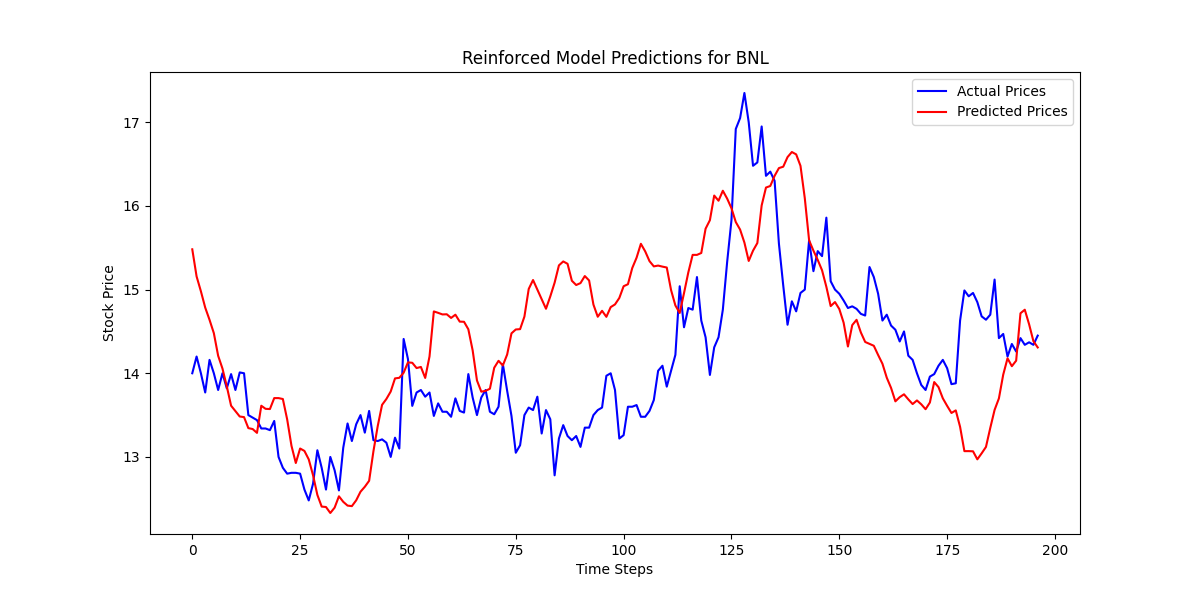 Reinforced Model Predictions for BNL
Actual Prices
Predicted Prices
Stock Price
17
16
15
14
13
0 25 50 75 100 125 150 175 200
Time Steps